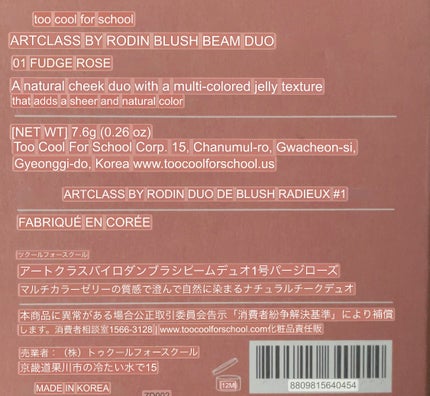 too cool for school
ARTCLASS BY RODIN BLUSH BEAM DUO
01 FUDGE ROSE
A natural cheek duo with a multi-colored jelly texture
that adds a sheer and natural color
[NET WT] 7.6g (0.26 oz)
Too Cool For School Corp. 15, Chanumul-ro, Gwacheon-si,
Gyeonggi-do, Korea www.toocoolforschool.us
ARTCLASS BY RODIN DUO DE BLUSH RADIEUX #1
FABRIQUÉ EN CORÉE
ツクールフォースクール
アートクラスバイロダンブラシビームデュオ1号バージローズ
マルチカラーゼリーの質感で澄んで自然に染まるナチュラルチークデュオ
本商品に異常がある場合公正取引委員会告示「消費者紛争解決基準」により補償
します。消費者相談室1566-3128 | www.toocoolforschool.com化粧品責任販
売業者：（株）トゥクールフォースクール
京畿道果川市の冷たい水で15
12M
MADE IN KOREA
8809815640454